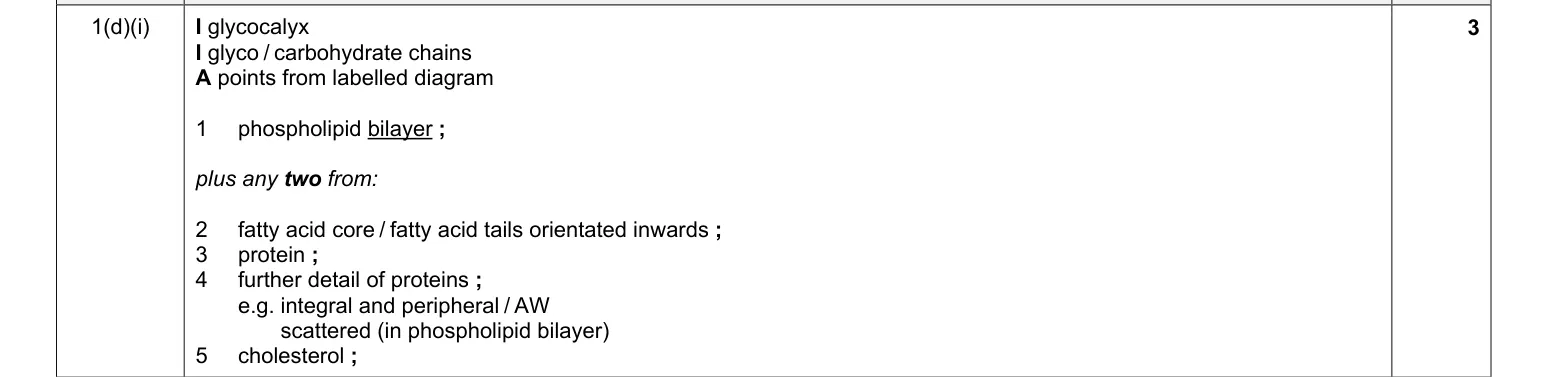 1(d)(i)
I glycocalyx
3
I glyco / carbohydrate chains
A points from labelled diagram
1 phospholipid bilayer ;
plus any two from:
2 fatty acid core / fatty acid tails orientated inwards ;
3 protein ;
4 further detail of proteins ;
e.g. integral and peripheral / AW
scattered (in phospholipid bilayer)
5 cholesterol ;